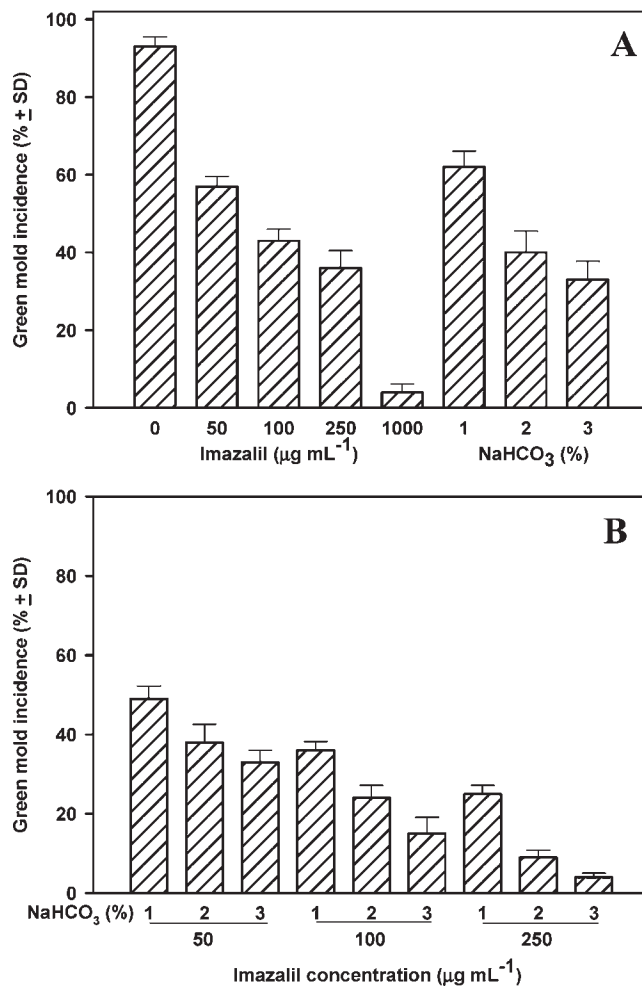 A
Green mold incidence (% ± SD)
100
80
60
40
20
0
0 50 100 250 1000 1 2 3
Imazalil (µg mL⁻¹) NaHCO₃ (%)
B
Green mold incidence (% ± SD)
100
80
60
40
20
0
NaHCO₃ (%) 1 2 3 1 2 3 1 2 3
50 100 250
Imazalil concentration (µg mL⁻¹)